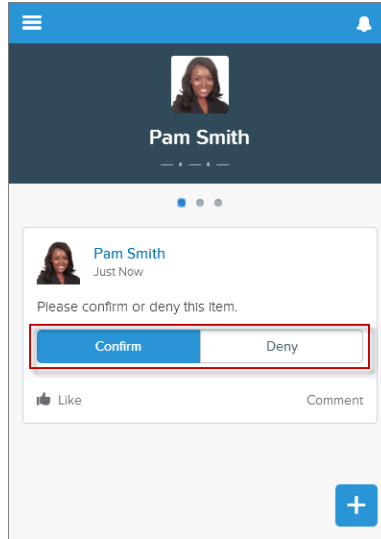 Pam Smith
Pam Smith
Just Now
Please confirm or deny this item.
Confirm Deny
Like Comment